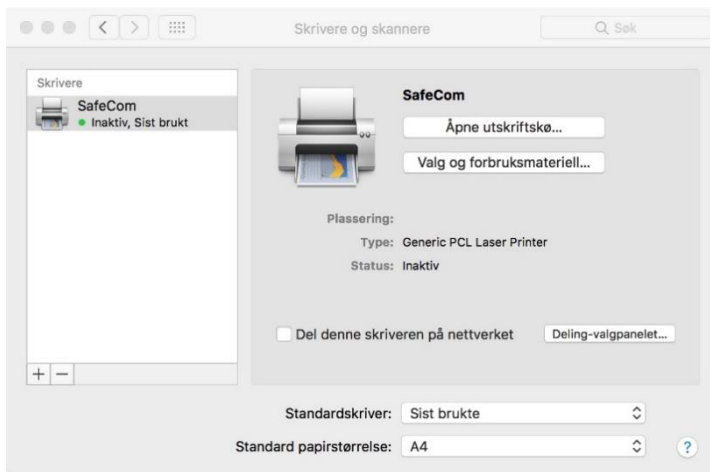 Skrivere og skannere
Søk
Skrivere
SafeCom
Inaktiv, Sist brukt
SafeCom
Åpne utskriftskø...
Valg og forbruksmateriell...
Plassering:
Type: Generic PCL Laser Printer
Status: Inaktiv
Del denne skriveren på nettverket
Deling-valgpanelet...
+ −
Standardskriver: Sist brukte
Standard papirstørrelse: A4
?